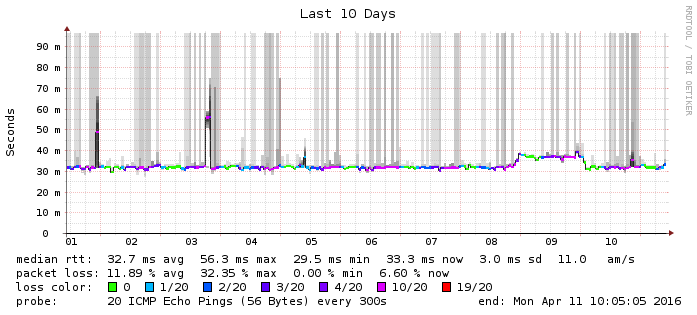 Last 10 Days
RRDTOOL / TOBI OETIKER
Seconds
90 m
80 m
70 m
60 m
50 m
40 m
30 m
20 m
10 m
0
01 02 03 04 05 06 07 08 09 10
median rtt: 32.7 ms avg 56.3 ms max 29.5 ms min 33.3 ms now 3.0 ms sd 11.0 am/s
packet loss: 11.89 % avg 32.35 % max 0.00 % min 6.60 % now
loss color: 0 1/20 2/20 3/20 4/20 10/20 19/20
probe: 20 ICMP Echo Pings (56 Bytes) every 300s end: Mon Apr 11 10:05:05 2016